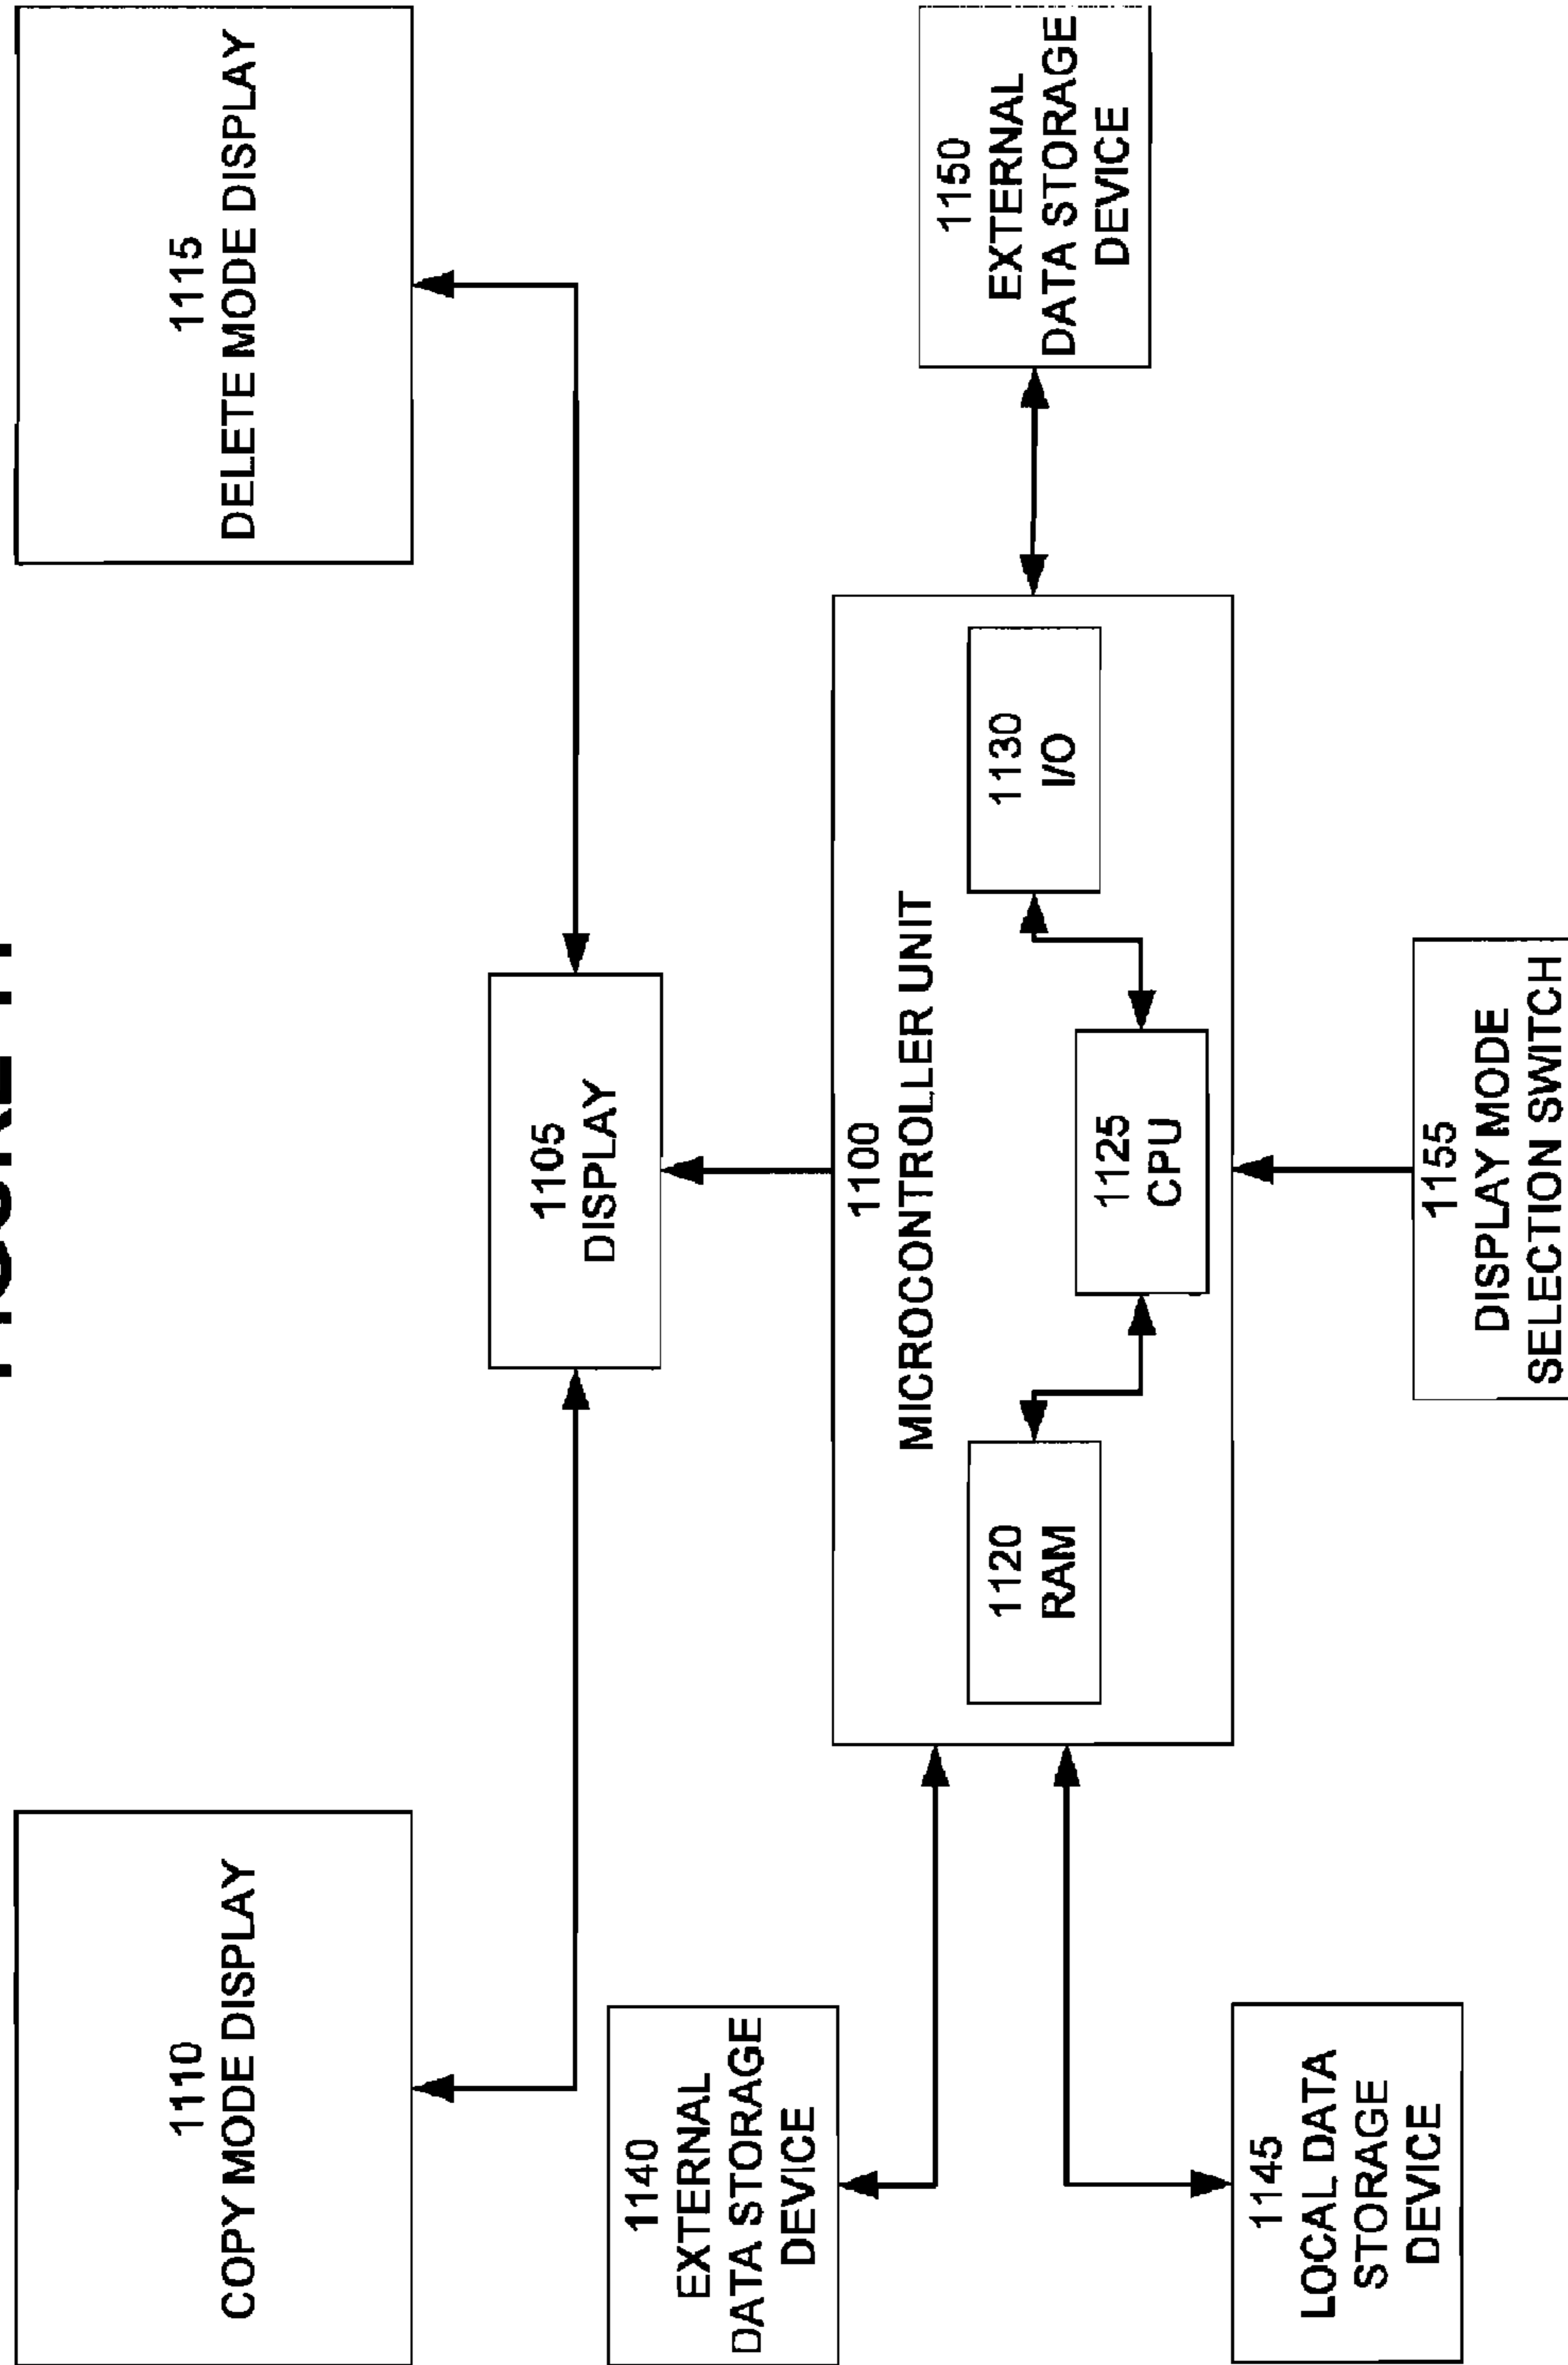 1110
COPY MODE DISPLAY
1115
DELETE MODE DISPLAY
1105
DISPLAY
1140
EXTERNAL
DATA STORAGE
DEVICE
1100
MICROCONTROLLER UNIT
1120
RAM
1125
CPU
1130
I/O
1150
EXTERNAL
DATA STORAGE
DEVICE
1145
LOCAL DATA
STORAGE
DEVICE
1155
DISPLAY MODE
SELECTION SWITCH